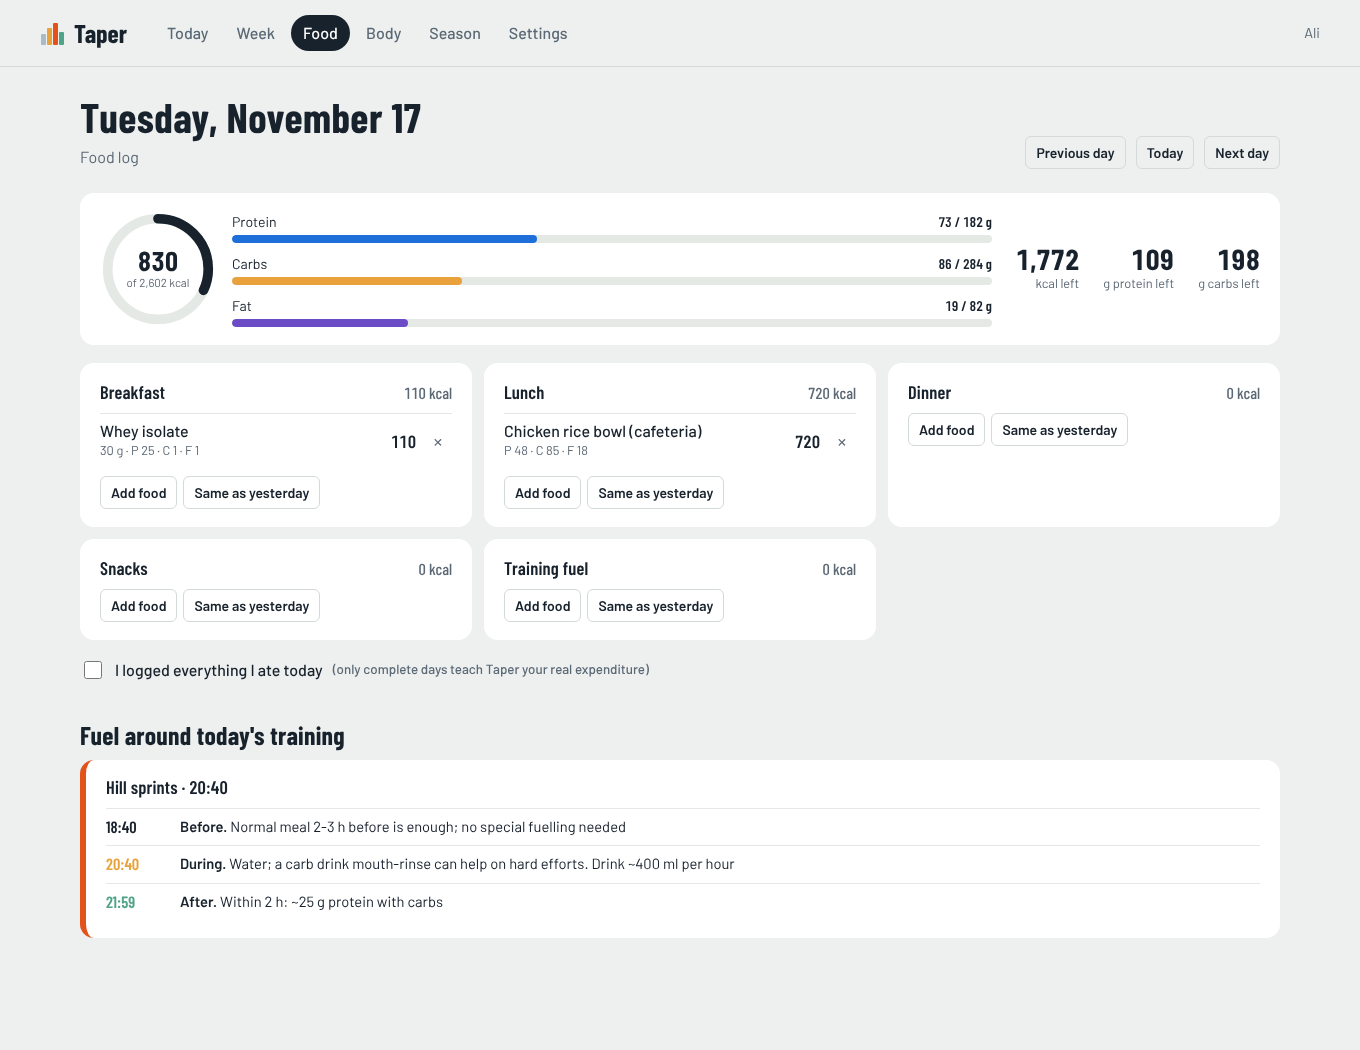 Taper
Today Week Food Body Season Settings
Ali
Tuesday, November 17
Food log
Previous day Today Next day
830
of 2,602 kcal
Protein 73 / 182 g
Carbs 86 / 284 g
Fat 19 / 82 g
1,772 109 198
kcal left g protein left g carbs left
Breakfast 110 kcal
Whey isolate
30 g · P 25 · C 1 · F 1
110 ×
Add food Same as yesterday
Lunch 720 kcal
Chicken rice bowl (cafeteria)
P 48 · C 85 · F 18
720 ×
Add food Same as yesterday
Dinner 0 kcal
Add food Same as yesterday
Snacks 0 kcal
Add food Same as yesterday
Training fuel 0 kcal
Add food Same as yesterday
I logged everything I ate today (only complete days teach Taper your real expenditure)
Fuel around today's training
Hill sprints · 20:40
18:40 Before. Normal meal 2-3 h before is enough; no special fuelling needed
20:40 During. Water; a carb drink mouth-rinse can help on hard efforts. Drink ~400 ml per hour
21:59 After. Within 2 h: ~25 g protein with carbs